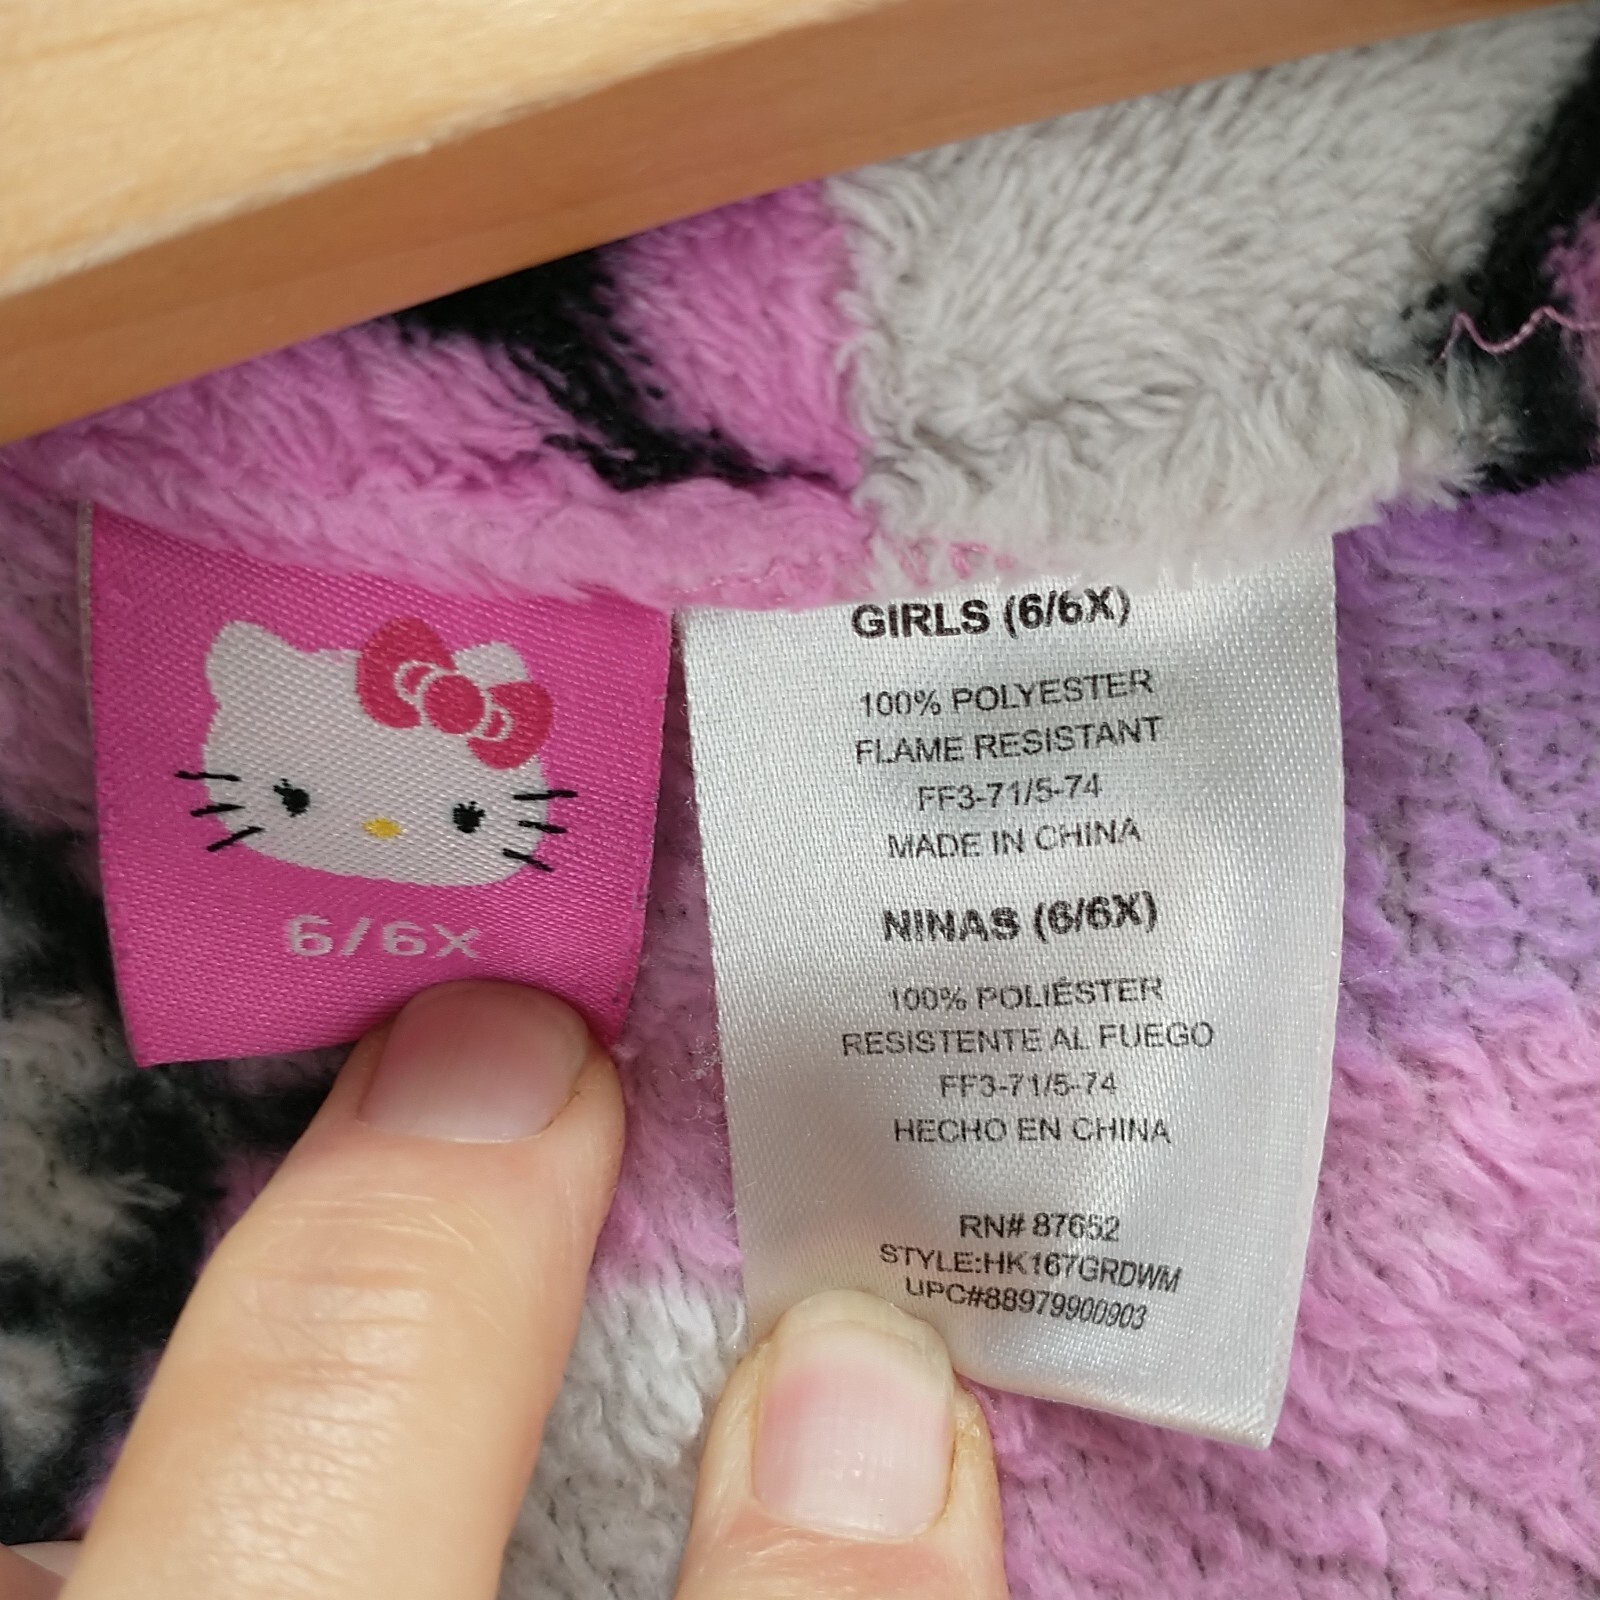 6/6X
GIRLS (6/6X)
100% POLYESTER
FLAME RESISTANT
FF3-71/5-74
MADE IN CHINA
NINAS (6/6X)
100% POLIÉSTER
RESISTENTE AL FUEGO
FF3-71/5-74
HECHO EN CHINA
RN# 87652
STYLE:HK167GRDWM
UPC#88979900903